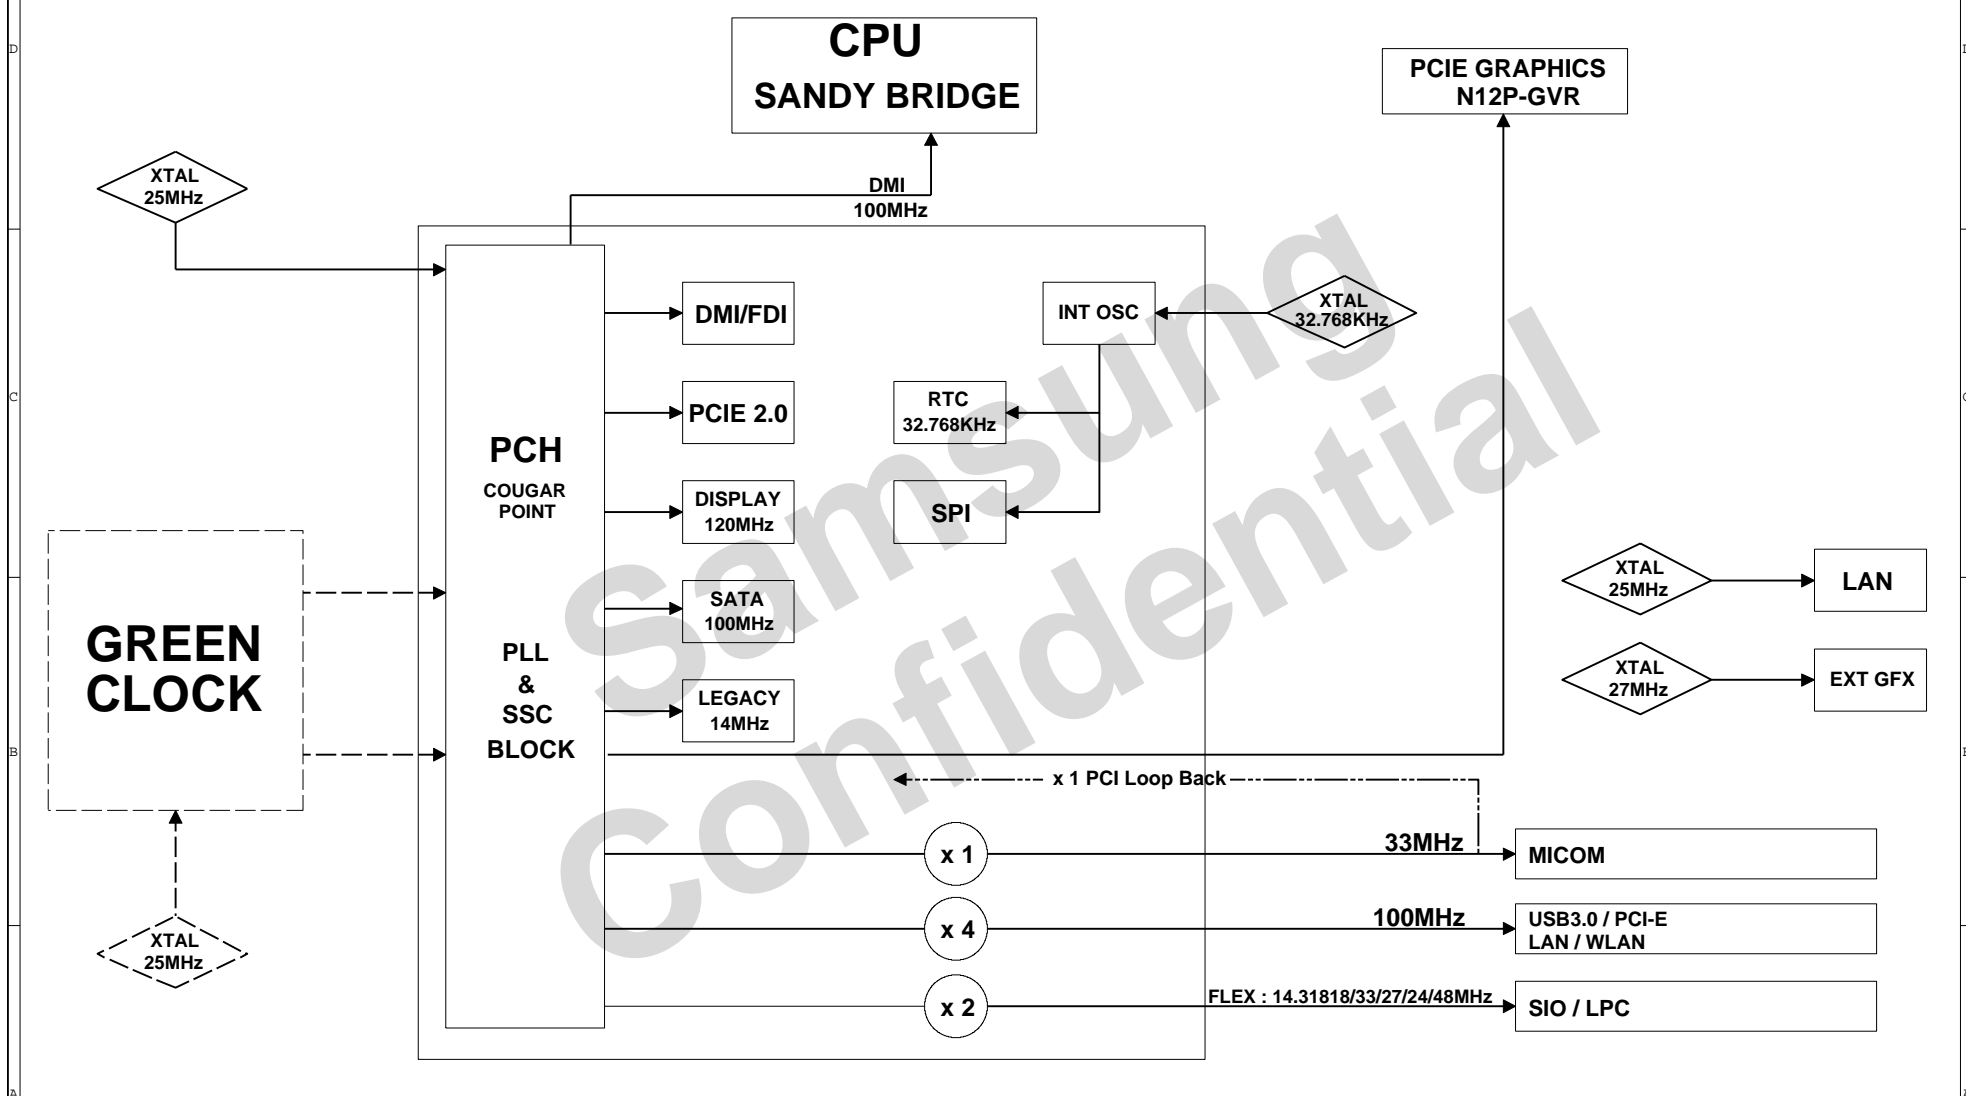 CPU
SANDY BRIDGE
PCIE GRAPHICS
N12P-GVR
D
XTAL
25MHz
DMI
100MHz
DMI/FDI
INT OSC
XTAL
32.768KHz
C
PCIE 2.0
RTC
32.768KHz
PCH
COUGAR
POINT
DISPLAY
120MHz
SPI
Samsung
Confidential
XTAL
25MHz
LAN
SATA
100MHz
GREEN
CLOCK
PLL
&
SSC
BLOCK
XTAL
27MHz
EXT GFX
LEGACY
14MHz
B
x 1 PCI Loop Back
x 1
33MHz
MICOM
x 4
100MHz
USB3.0 / PCI-E
LAN / WLAN
XTAL
25MHz
x 2
FLEX : 14.31818/33/27/24/48MHz
SIO / LPC
A